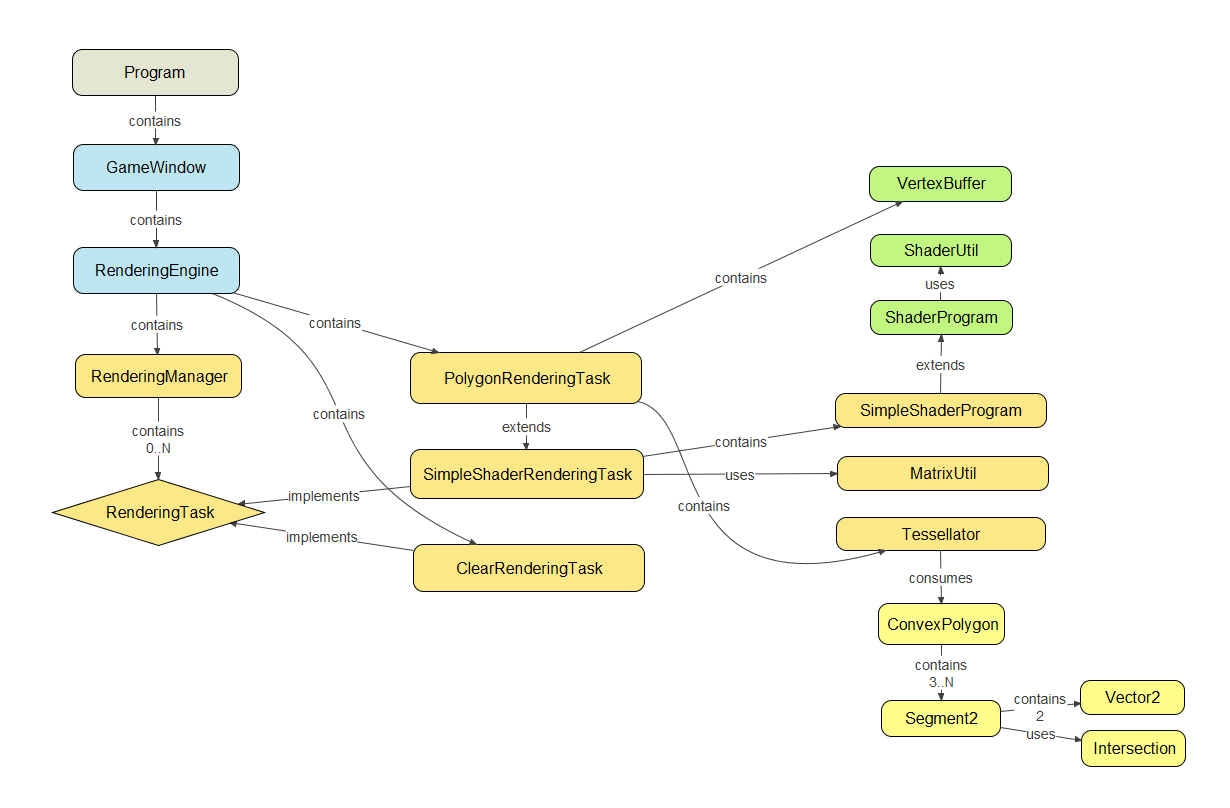 Program
contains
GameWindow
contains
RenderingEngine
contains
contains
contains
contains
RenderingManager
contains
0..N
RenderingTask
implements
implements
PolygonRenderingTask
extends
SimpleShaderRenderingTask
ClearRenderingTask
contains
contains
uses
VertexBuffer
ShaderUtil
uses
ShaderProgram
extends
SimpleShaderProgram
MatrixUtil
contains
Tessellator
consumes
ConvexPolygon
contains
3..N
Segment2
contains
2
uses
Vector2
Intersection